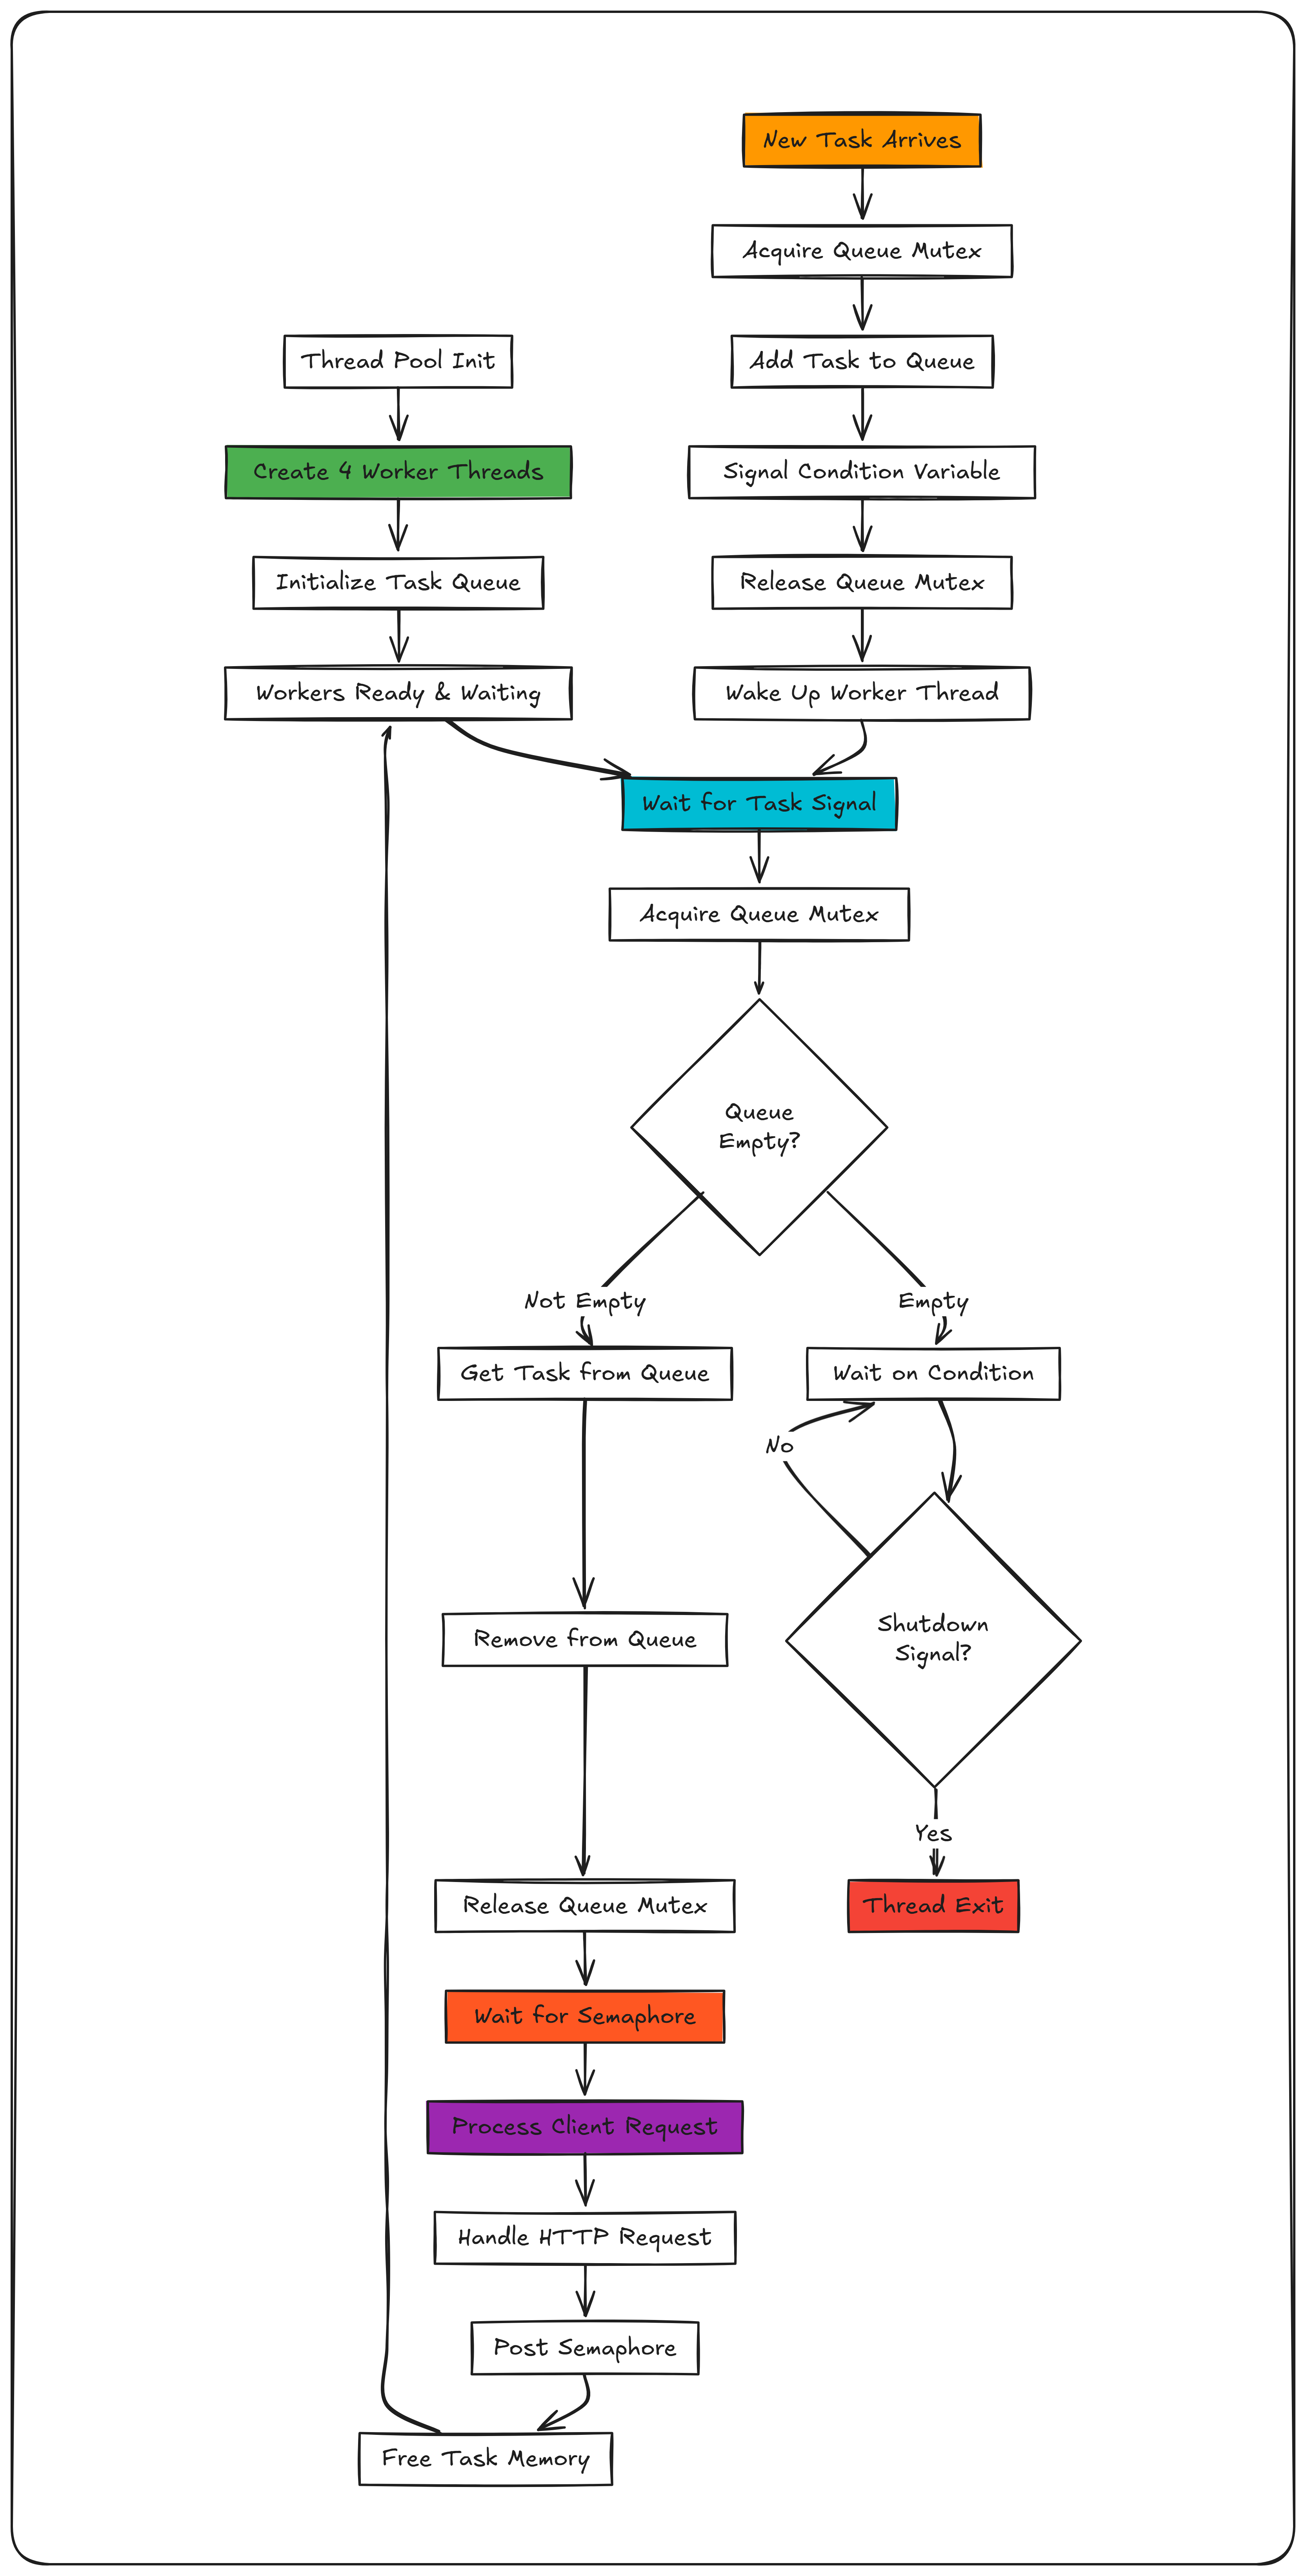 New Task Arrives
Acquire Queue Mutex
Thread Pool Init
Add Task to Queue
Create 4 Worker Threads
Signal Condition Variable
Initialize Task Queue
Release Queue Mutex
Workers Ready & Waiting
Wake Up Worker Thread
Wait for Task Signal
Acquire Queue Mutex
Queue
Empty?
Not Empty
Empty
Get Task from Queue
Wait on Condition
No
Remove from Queue
Shutdown
Signal?
Yes
Release Queue Mutex
Thread Exit
Wait for Semaphore
Process Client Request
Handle HTTP Request
Post Semaphore
Free Task Memory